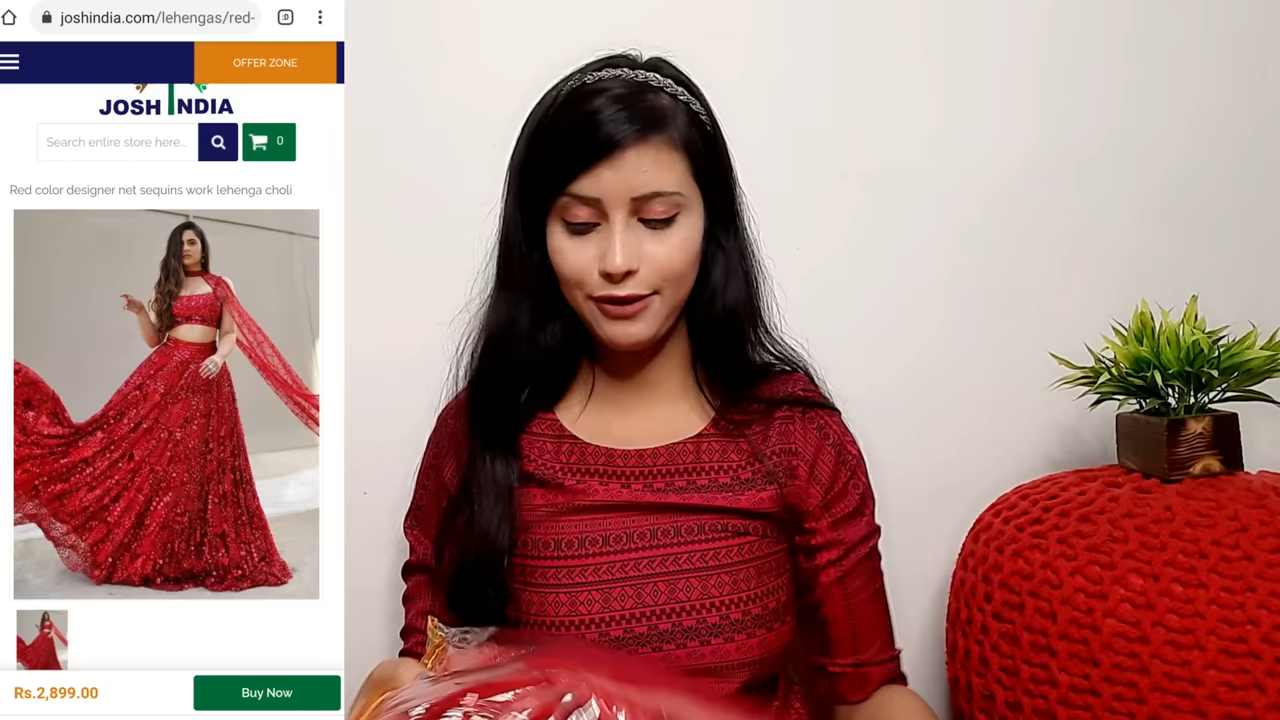 joshindia.com/lehengas/red-
:D
OFFER ZONE
JOSH INDIA
Search entire store here...
0
Red color designer net sequins work lehenga choli
Rs.2,899.00
Buy Now